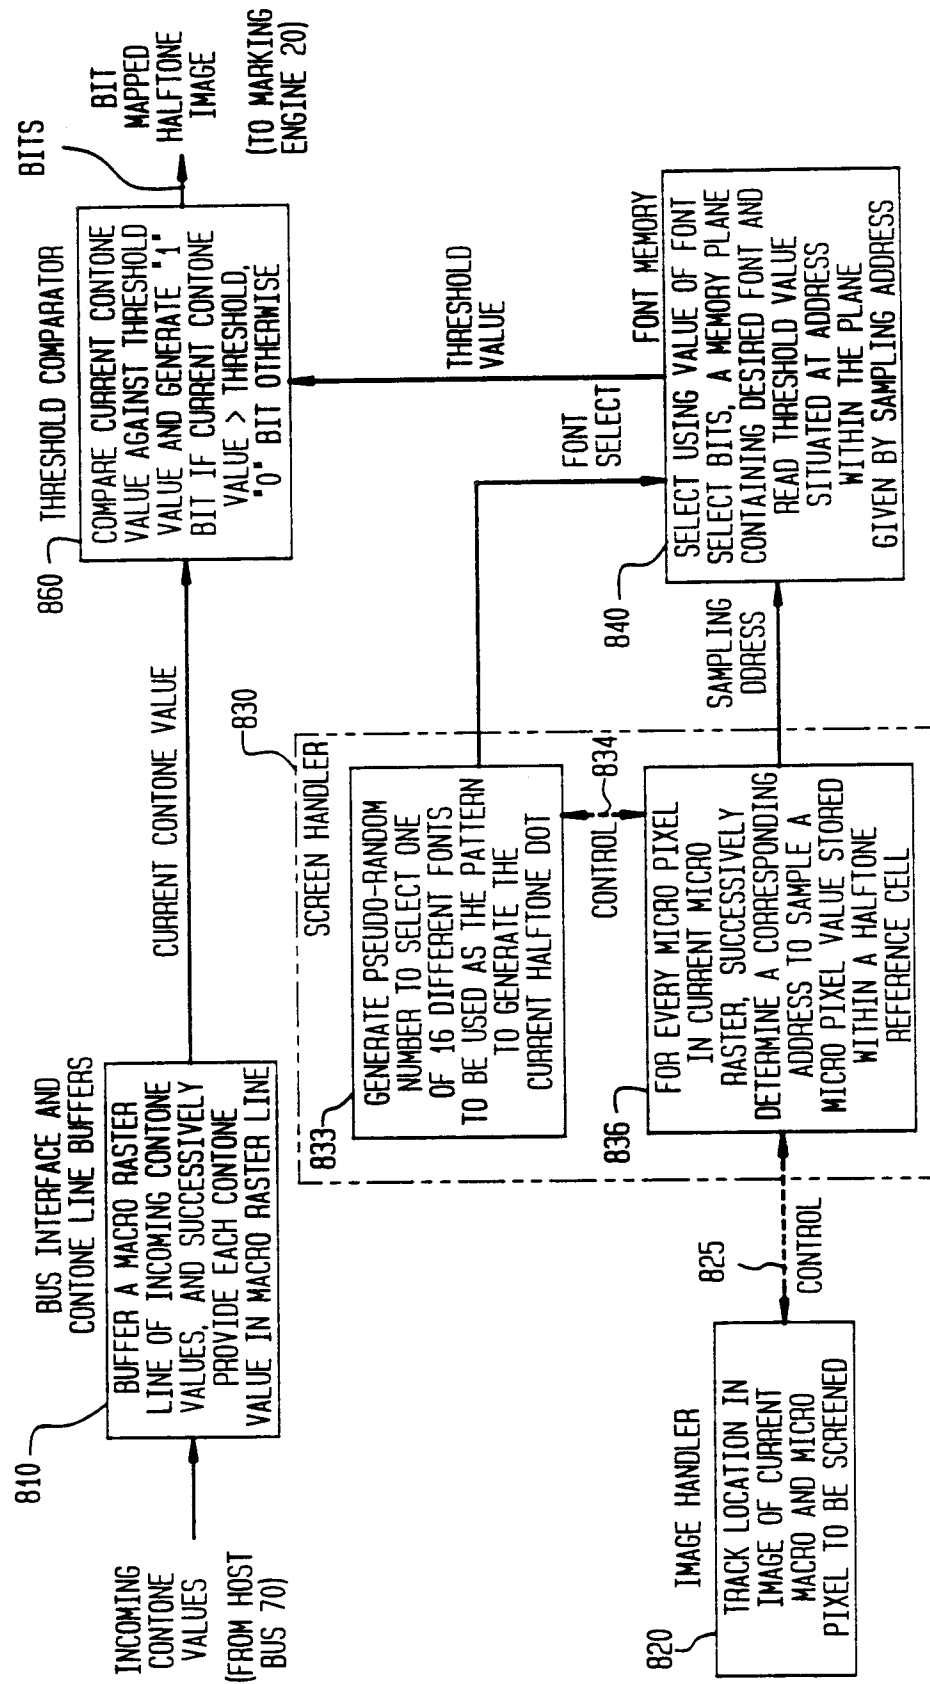 INCOMING
CONTONE
VALUES
(FROM HOST
BUS 70)
810
BUS INTERFACE AND
CONTONE LINE BUFFERS
BUFFER A MACRO RASTER
LINE OF INCOMING CONTONE
VALUES, AND SUCCESSIVELY
PROVIDE EACH CONTONE
VALUE IN MACRO RASTER LINE
CURRENT CONTONE VALUE
860
THRESHOLD COMPARATOR
COMPARE CURRENT CONTONE
VALUE AGAINST THRESHOLD
VALUE AND GENERATE "1"
BIT IF CURRENT CONTONE
VALUE > THRESHOLD,
"0" BIT OTHERWISE
BITS
BIT
MAPPED
HALFTONE
IMAGE
(TO MARKING
ENGINE 20)
SCREEN HANDLER
830
833
GENERATE PSEUDO-RANDOM
NUMBER TO SELECT ONE
OF 16 DIFFERENT FONTS
TO BE USED AS THE PATTERN
TO GENERATE THE
CURRENT HALFTONE DOT
CONTROL
834
836
FOR EVERY MICRO PIXEL
IN CURRENT MICRO
RASTER, SUCCESSIVELY
DETERMINE A CORRESPONDING
ADDRESS TO SAMPLE A
MICRO PIXEL VALUE STORED
WITHIN A HALFTONE
REFERENCE CELL
FONT
SELECT
THRESHOLD
VALUE
SAMPLING
DDRESS
840
FONT MEMORY
SELECT USING VALUE OF FONT
SELECT BITS, A MEMORY PLANE
CONTAINING DESIRED FONT AND
READ THRESHOLD VALUE
SITUATED AT ADDRESS
WITHIN THE PLANE
GIVEN BY SAMPLING ADDRESS
IMAGE HANDLER
820
TRACK LOCATION IN
IMAGE OF CURRENT
MACRO AND MICRO
PIXEL TO BE SCREENED
825
CONTROL